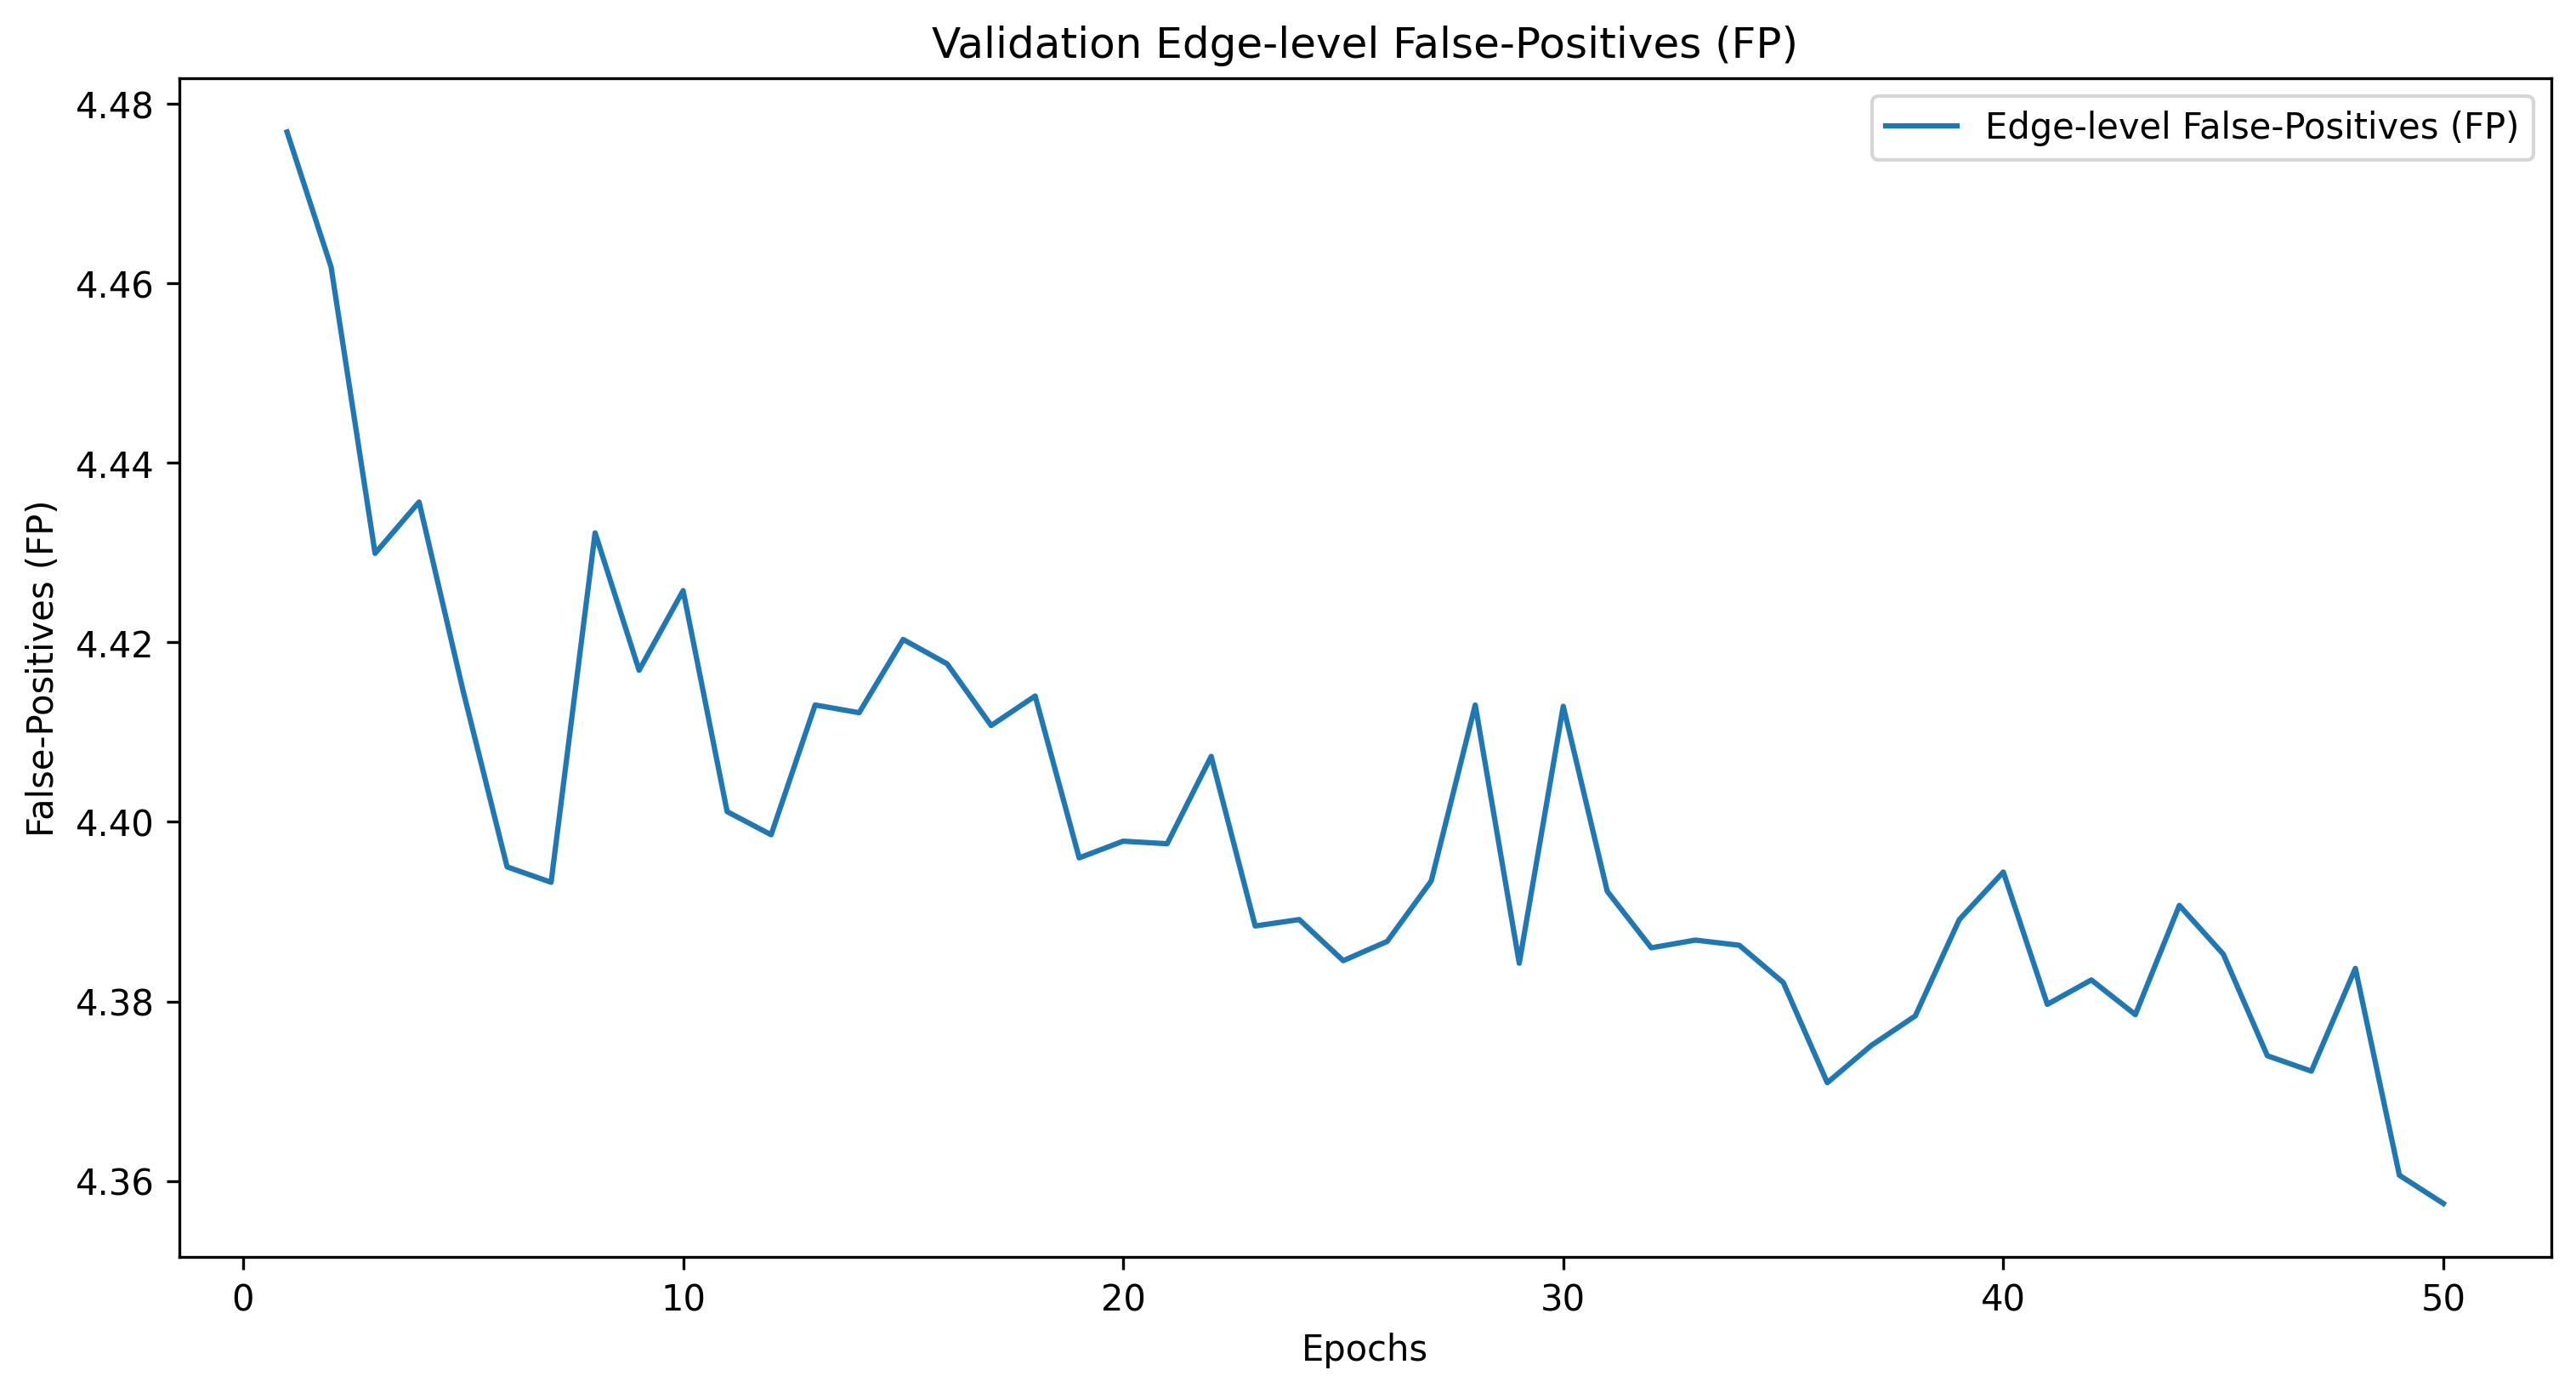 Validation Edge-level False-Positives (FP)
Edge-level False-Positives (FP)
False-Positives (FP)
4.48
4.46
4.44
4.42
4.40
4.38
4.36
0 10 20 30 40 50
Epochs